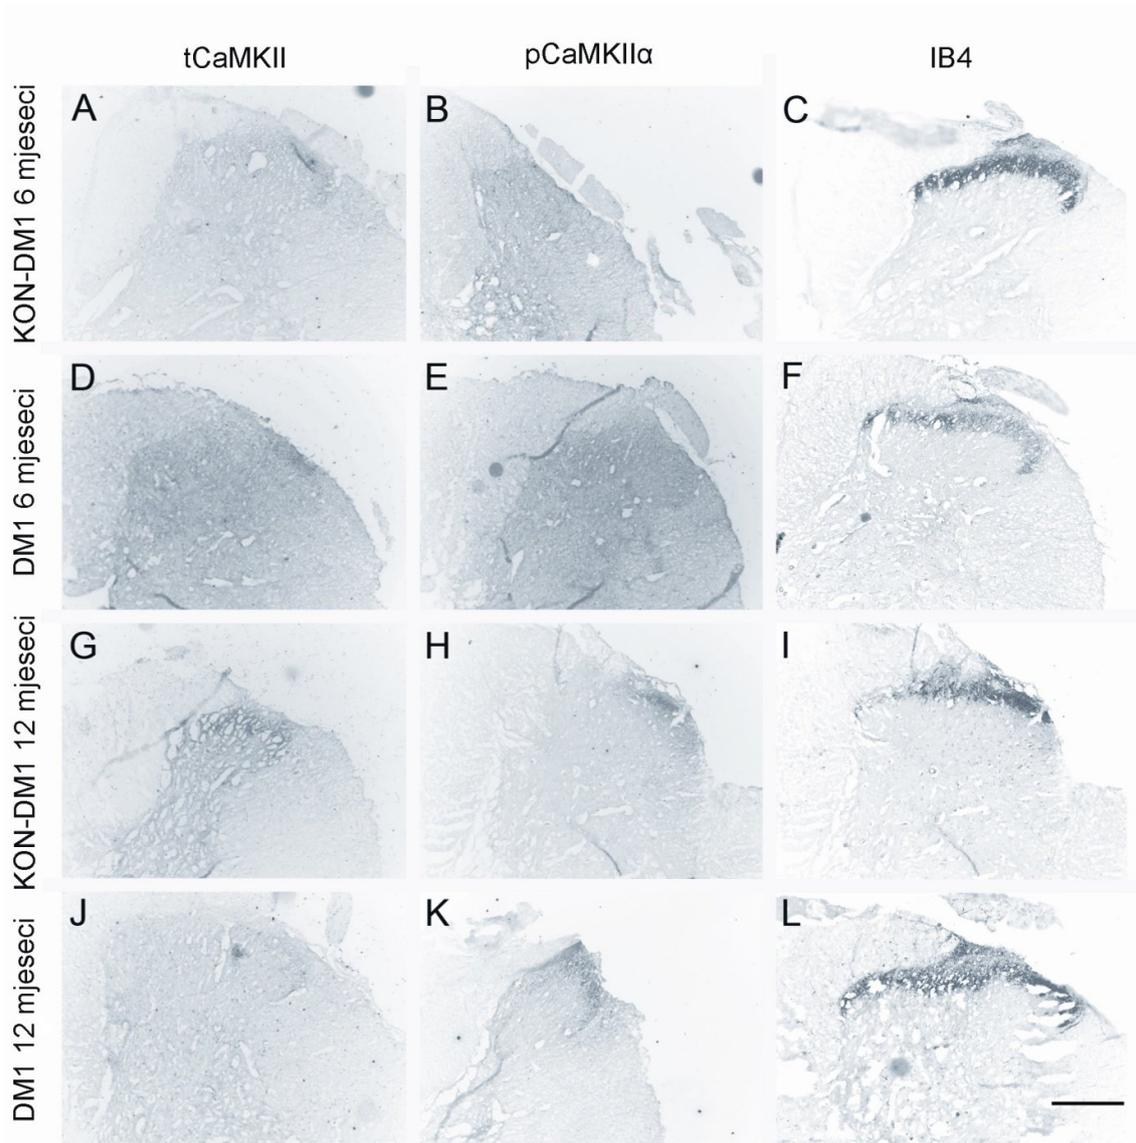 tCaMKII pCaMKIIα IB4
KON-DM1 6 mjeseci
A B C
DM1 6 mjeseci
D E F
KON-DM1 12 mjeseci
G H I
DM1 12 mjeseci
J K L